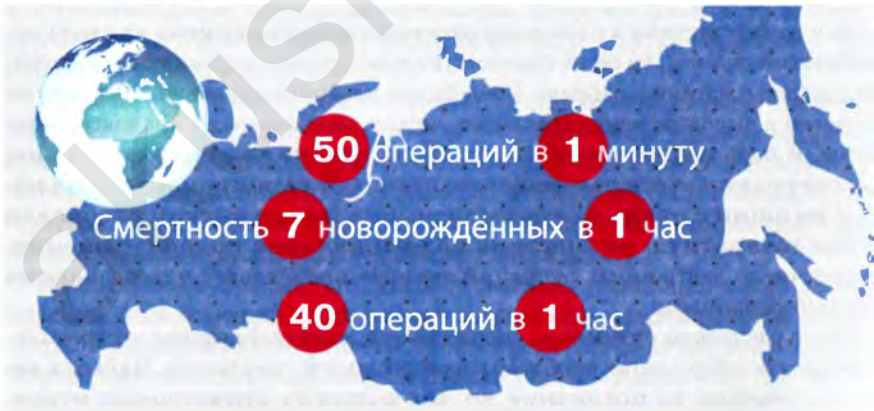 50 операций в 1 минуту
Смертность 7 новорождённых в 1 час
40 операций в 1 час